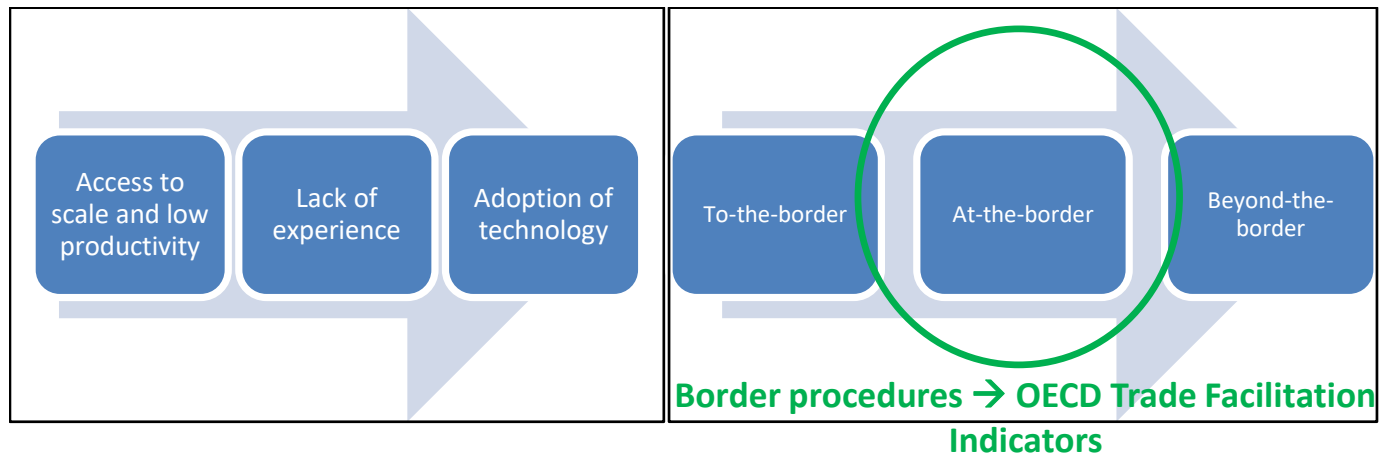 Access to
scale and low
productivity
Lack of
experience
Adoption of
technology
To-the-border
At-the-border
Beyond-the-
border
Border procedures → OECD Trade Facilitation
Indicators